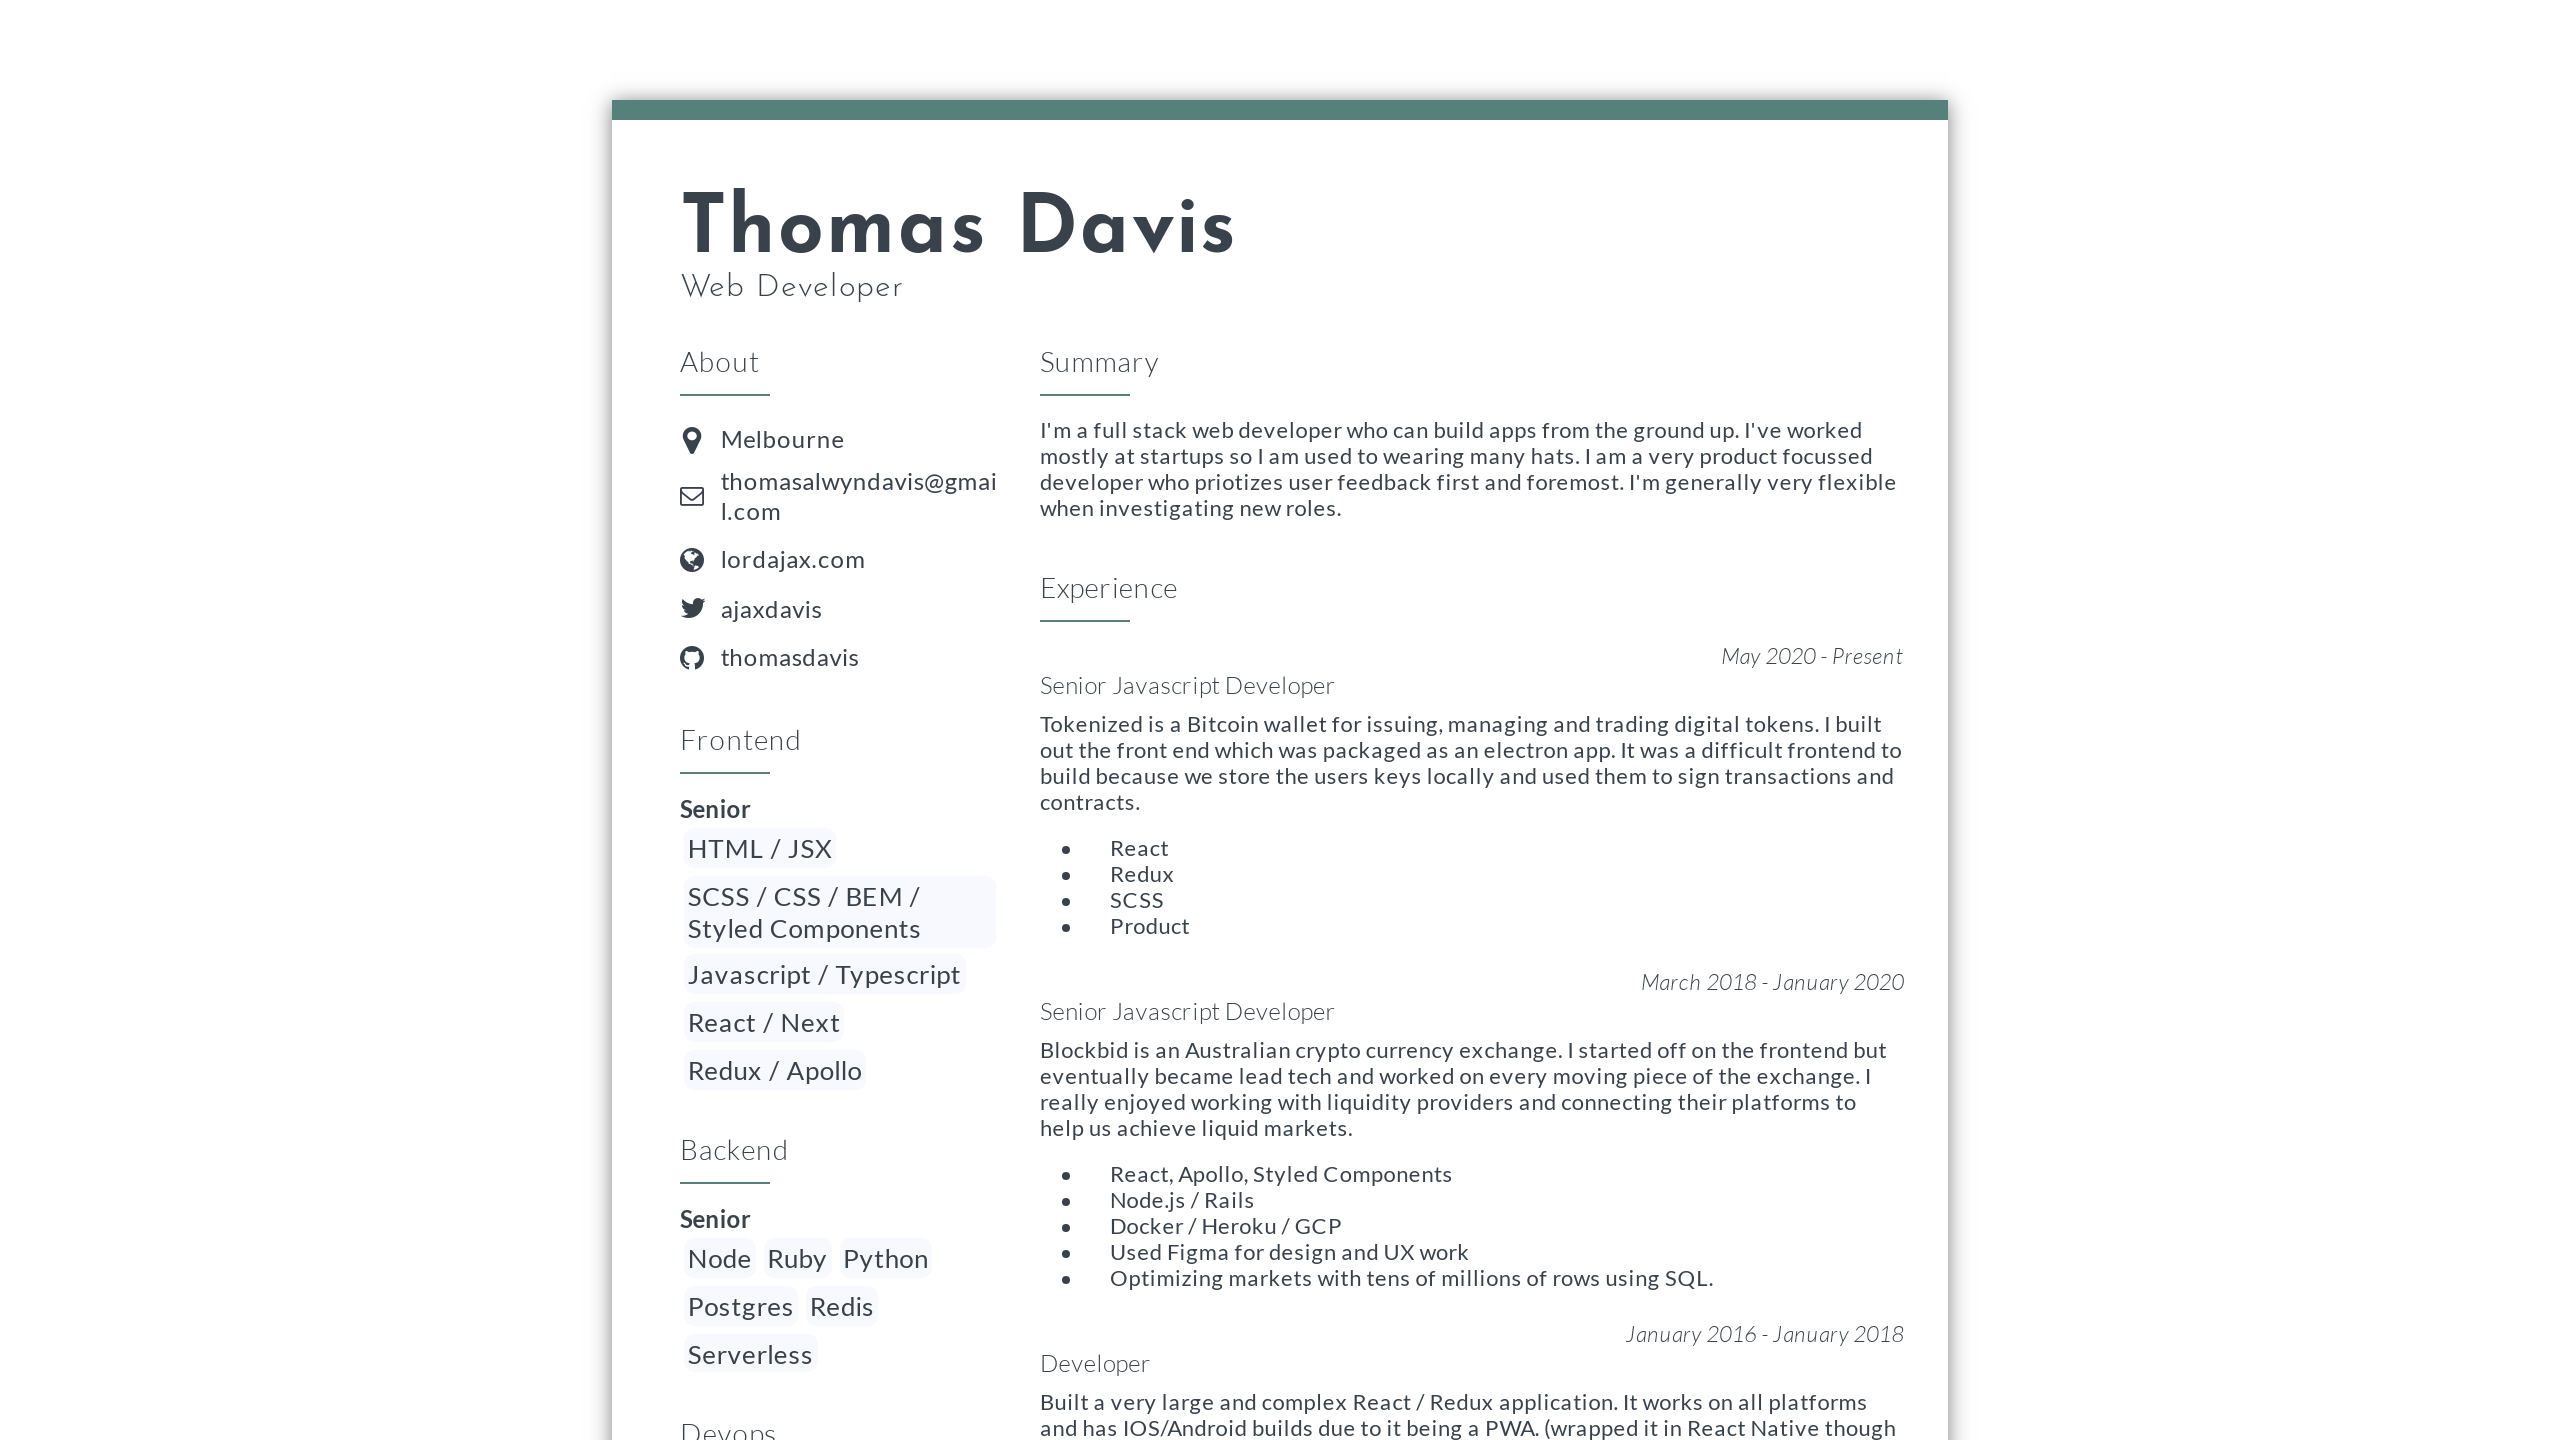 Thomas Davis
Web Developer
About
Melbourne
thomasalwyndavis@gmai
l.com
lordajax.com
ajaxdavis
thomasdavis
Frontend
Senior
HTML / JSX
SCSS / CSS / BEM /
Styled Components
Javascript / Typescript
React / Next
Redux / Apollo
Backend
Senior
Node Ruby Python
Postgres Redis
Serverless
Devops
Summary
I'm a full stack web developer who can build apps from the ground up. I've worked
mostly at startups so I am used to wearing many hats. I am a very product focussed
developer who priotizes user feedback first and foremost. I'm generally very flexible
when investigating new roles.
Experience
May 2020 - Present
Senior Javascript Developer
Tokenized is a Bitcoin wallet for issuing, managing and trading digital tokens. I built
out the front end which was packaged as an electron app. It was a difficult frontend to
build because we store the users keys locally and used them to sign transactions and
contracts.
• React
• Redux
• SCSS
• Product
March 2018 - January 2020
Senior Javascript Developer
Blockbid is an Australian crypto currency exchange. I started off on the frontend but
eventually became lead tech and worked on every moving piece of the exchange. I
really enjoyed working with liquidity providers and connecting their platforms to
help us achieve liquid markets.
• React, Apollo, Styled Components
• Node.js / Rails
• Docker / Heroku / GCP
• Used Figma for design and UX work
• Optimizing markets with tens of millions of rows using SQL.
January 2016 - January 2018
Developer
Built a very large and complex React / Redux application. It works on all platforms
and has IOS/Android builds due to it being a PWA. (wrapped it in React Native though